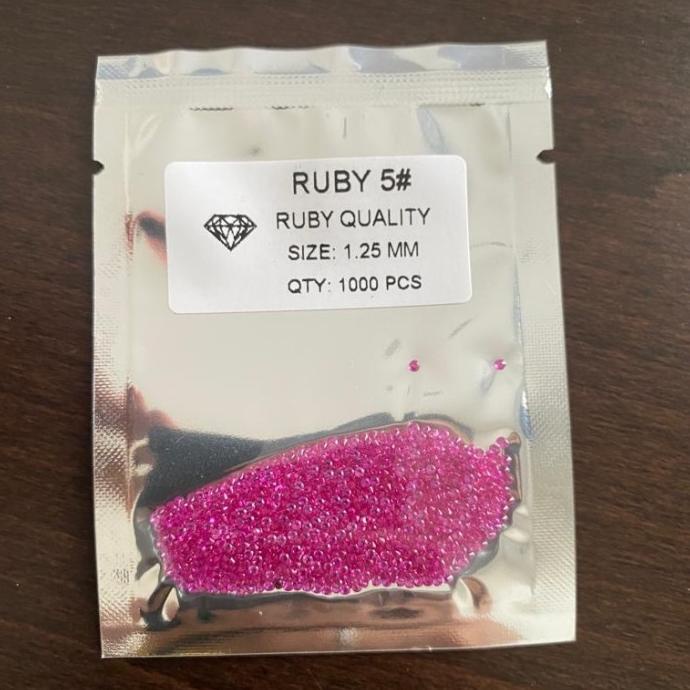 RUBY 5#
RUBY QUALITY
SIZE: 1.25 MM
QTY: 1000 PCS